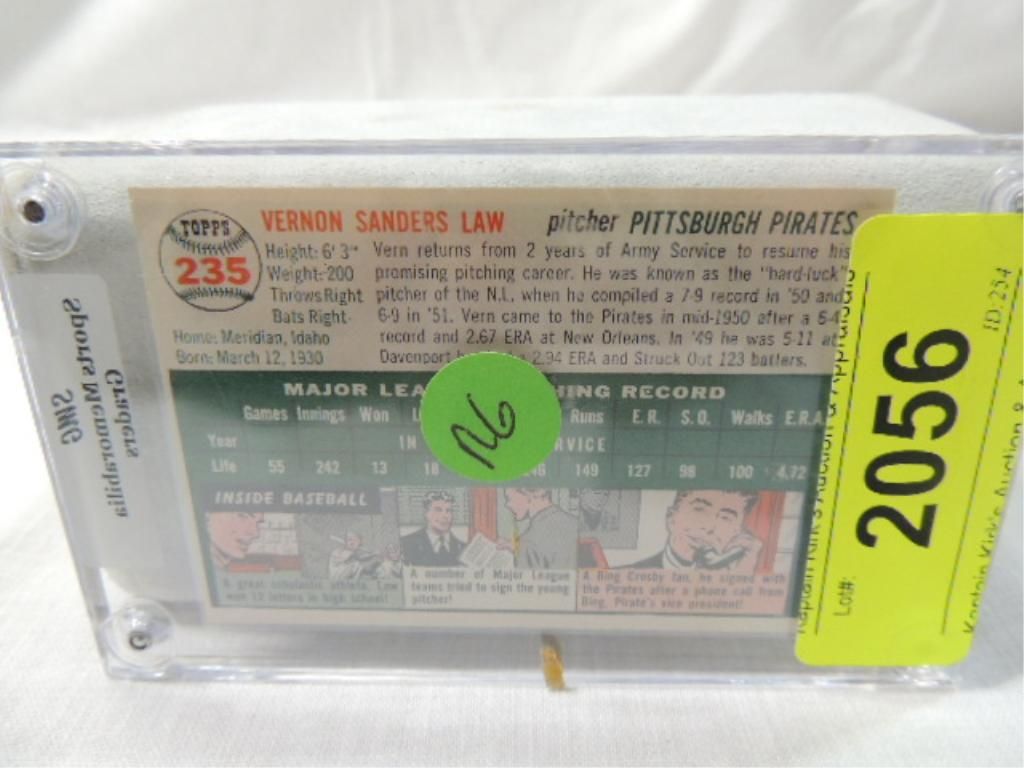 TOPPS
235
VERNON SANDERS LAW pitcher PITTSBURGH PIRATES
Height: 6' 3"
Weight: 200
Throws Right
Bats Right
Home: Meridian, Idaho
Born: March 12, 1930
Vern returns from 2 years of Army Service to resume his
promising pitching career. He was known as the "hard-luck"
pitcher of the N.L. when he compiled a 7-9 record in '50 and
6-9 in '51. Vern came to the Pirates in mid-1950 after a 6-4
record and 2.67 ERA at New Orleans. In '49 he was 5-11 at
Davenport 2.94 ERA and Struck Out 123 batters.
MAJOR LEA ING RECORD
Games Innings Won Runs E.R. S.O. Walks E.R.A.
Year IN RVICE
Life 55 242 13 18 149 127 98 100 4.72
INSIDE BASEBALL
A great scholastic athlete, Law
won 12 letters in high school!
A number of Major League
teams tried to sign the young
pitcher!
A Bing Crosby fan, he signed with
the Pirates after a phone call from
Bing, Pirate's vice president!
Sports Memorabilia
Graders
SMG
Lot#:
2056
ID:254
Kaptain Kirk's Auction & Appraisals
Kaptain Kirk's Auction & A